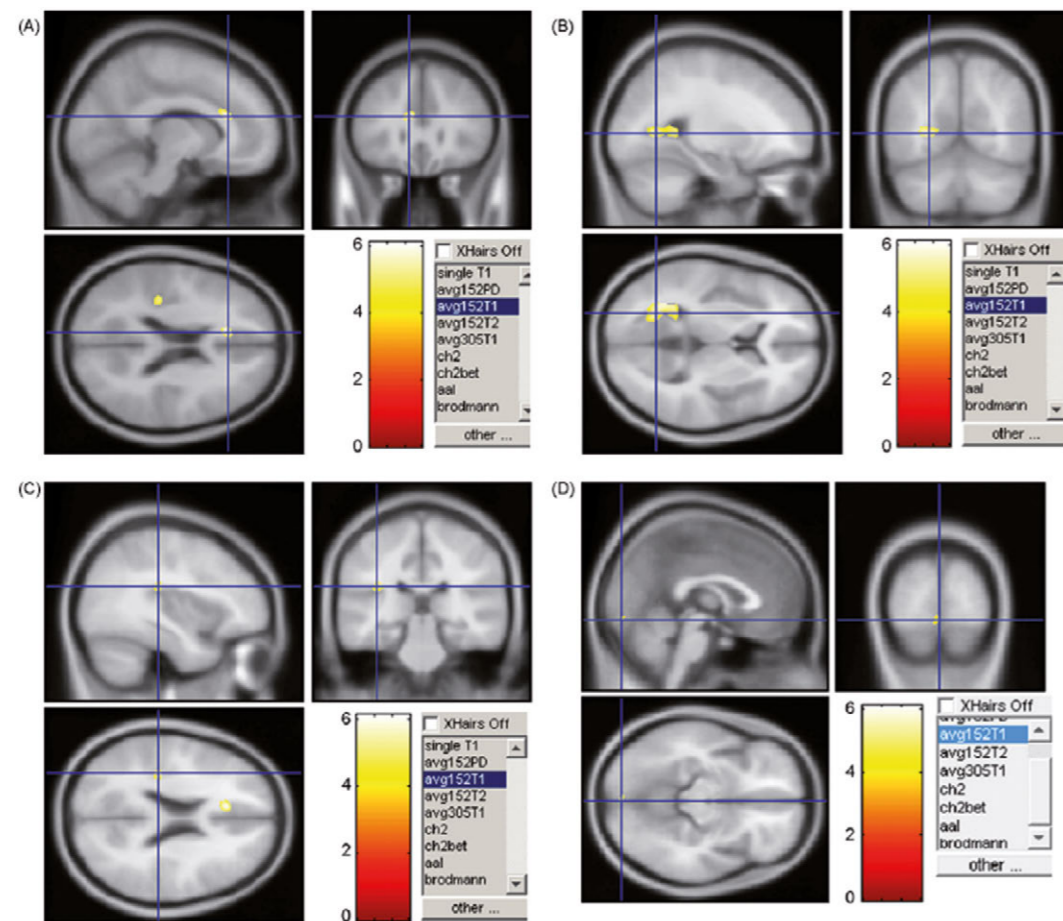 (A)
6
4
2
0
XHairs Off
single T1
avg152PD
avg152T1
avg152T2
avg305T1
ch2
ch2bet
aal
brodmann
other ...
(B)
6
4
2
0
XHairs Off
single T1
avg152PD
avg152T1
avg152T2
avg305T1
ch2
ch2bet
aal
brodmann
other ...
(C)
6
4
2
0
XHairs Off
single T1
avg152PD
avg152T1
avg152T2
avg305T1
ch2
ch2bet
aal
brodmann
other ...
(D)
6
4
2
0
XHairs Off
avg152PD
avg152T1
avg152T2
avg305T1
ch2
ch2bet
aal
brodmann
other ...